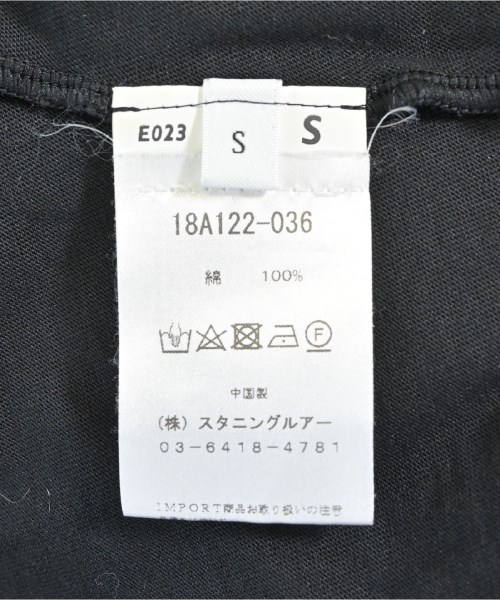 E023 S S
18A122-036
綿 100%
F
中国製
(株) スタニングルアー
03-6418-4781
IMPORT商品お取り扱いの注意